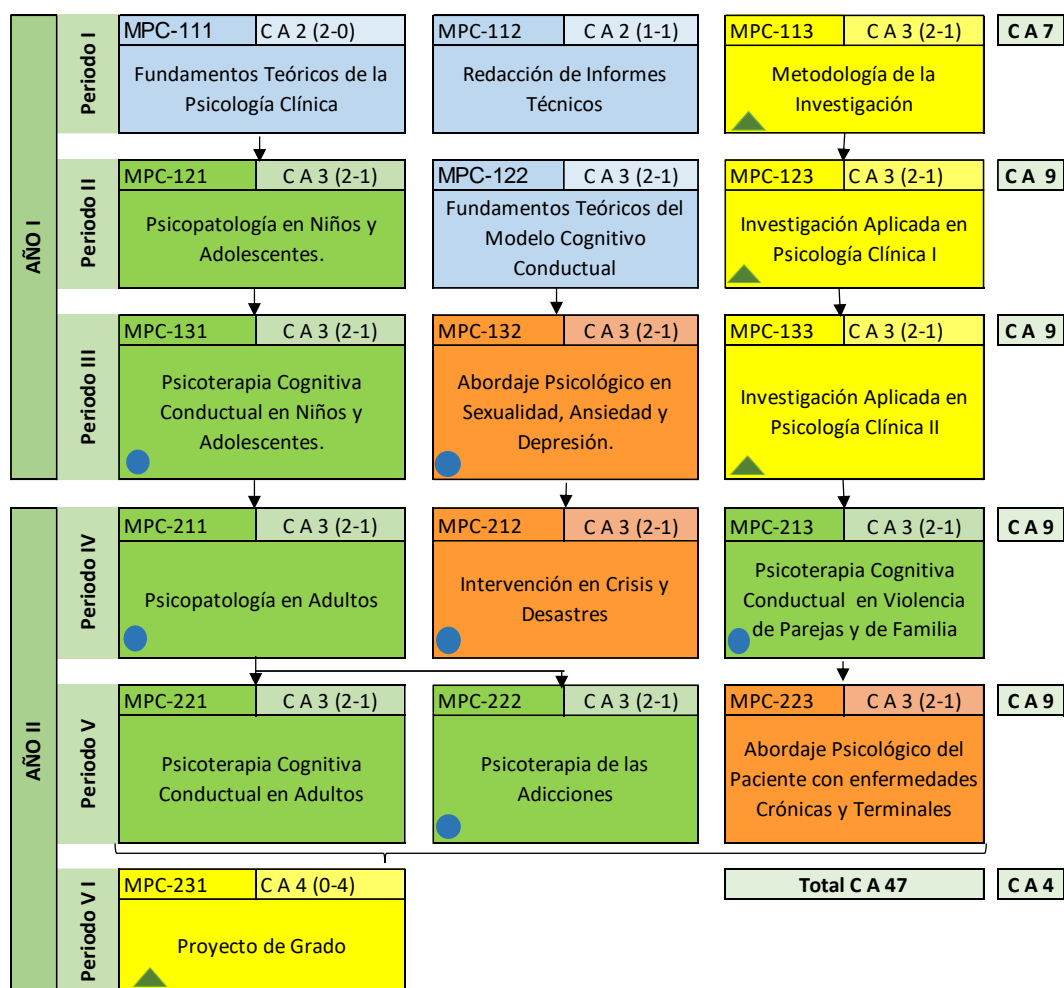 AÑO I
Periodo I
MPC-111 C A 2 (2-0)
Fundamentos Teóricos de la
Psicología Clínica
MPC-112 C A 2 (1-1)
Redacción de Informes
Técnicos
MPC-113 C A 3 (2-1)
Metodología de la
Investigación
C A 7
Periodo II
MPC-121 C A 3 (2-1)
Psicopatología en Niños y
Adolescentes.
MPC-122 C A 3 (2-1)
Fundamentos Teóricos del
Modelo Cognitivo
Conductual
MPC-123 C A 3 (2-1)
Investigación Aplicada en
Psicología Clínica I
C A 9
Periodo III
MPC-131 C A 3 (2-1)
Psicoterapia Cognitiva
Conductual en Niños y
Adolescentes.
MPC-132 C A 3 (2-1)
Abordaje Psicológico en
Sexualidad, Ansiedad y
Depresión.
MPC-133 C A 3 (2-1)
Investigación Aplicada en
Psicología Clínica II
C A 9
AÑO II
Periodo IV
MPC-211 C A 3 (2-1)
Psicopatología en Adultos
MPC-212 C A 3 (2-1)
Intervención en Crisis y
Desastres
MPC-213 C A 3 (2-1)
Psicoterapia Cognitiva
Conductual en Violencia
de Parejas y de Familia
C A 9
Periodo V
MPC-221 C A 3 (2-1)
Psicoterapia Cognitiva
Conductual en Adultos
MPC-222 C A 3 (2-1)
Psicoterapia de las
Adicciones
MPC-223 C A 3 (2-1)
Abordaje Psicológico del
Paciente con enfermedades
Crónicas y Terminales
C A 9
Periodo V I
MPC-231 C A 4 (0-4)
Proyecto de Grado
Total C A 47
C A 4